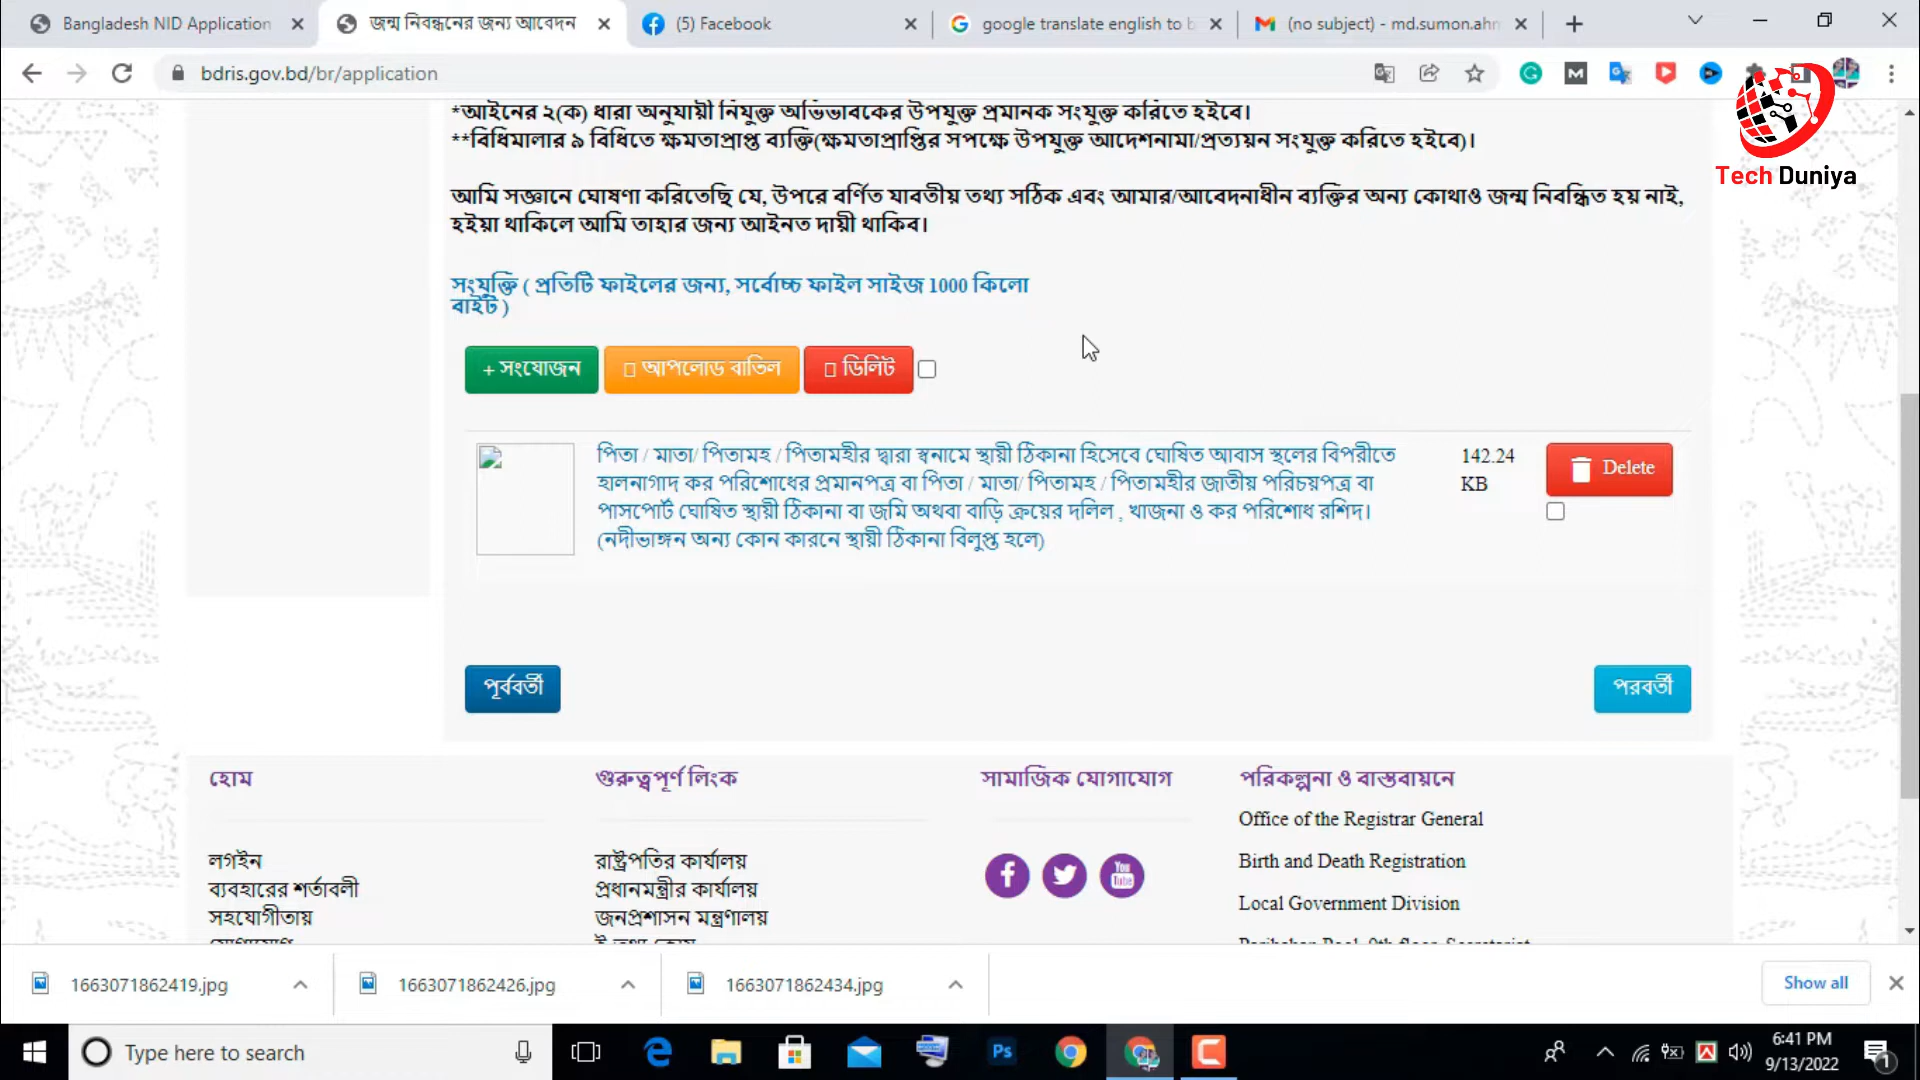 Bangladesh NID Application
জন্ম নিবন্ধনের জন্য আবেদন
(5) Facebook
google translate english to b
(no subject) - md.sumon.ahm
bdris.gov.bd/br/application
*আইনের ২(ক) ধারা অনুযায়ী নিযুক্ত অভিভাবকের উপযুক্ত প্রমানক সংযুক্ত করিতে হইবে।
**বিধিমালার ৯ বিধিতে ক্ষমতাপ্রাপ্ত ব্যক্তি(ক্ষমতাপ্রাপ্তির সপক্ষে উপযুক্ত আদেশনামা/প্রত্যয়ন সংযুক্ত করিতে হইবে)।
Tech Duniya
আমি সজ্ঞানে ঘোষণা করিতেছি যে, উপরে বর্ণিত যাবতীয় তথ্য সঠিক এবং আমার/আবেদনাধীন ব্যক্তির অন্য কোথাও জন্ম নিবন্ধিত হয় নাই,
হইয়া থাকিলে আমি তাহার জন্য আইনত দায়ী থাকিব।
সংযুক্তি ( প্রতিটি ফাইলের জন্য, সর্বোচ্চ ফাইল সাইজ 1000 কিলো
বাইট )
+ সংযোজন
আপলোড বাতিল
ডিলিট
পিতা / মাতা/ পিতামহ / পিতামহীর দ্বারা স্বনামে স্থায়ী ঠিকানা হিসেবে ঘোষিত আবাস স্থলের বিপরীতে
হালনাগাদ কর পরিশোধের প্রমানপত্র বা পিতা / মাতা/ পিতামহ / পিতামহীর জাতীয় পরিচয়পত্র বা
পাসপোর্ট ঘোষিত স্থায়ী ঠিকানা বা জমি অথবা বাড়ি ক্রয়ের দলিল , খাজনা ও কর পরিশোধ রশিদ।
(নদীভাঙ্গন অন্য কোন কারনে স্থায়ী ঠিকানা বিলুপ্ত হলে)
142.24
KB
Delete
পূর্ববর্তী
পরবর্তী
হোম
গুরুত্বপূর্ণ লিংক
সামাজিক যোগাযোগ
পরিকল্পনা ও বাস্তবায়নে
Office of the Registrar General
লগইন
রাষ্ট্রপতির কার্যালয়
Birth and Death Registration
ব্যবহারের শর্তাবলী
প্রধানমন্ত্রীর কার্যালয়
You
Tube
Local Government Division
সহযোগীতায়
জনপ্রশাসন মন্ত্রণালয়
1663071862419.jpg
1663071862426.jpg
1663071862434.jpg
Show all
Type here to search
Ps
6:41 PM
9/13/2022
1